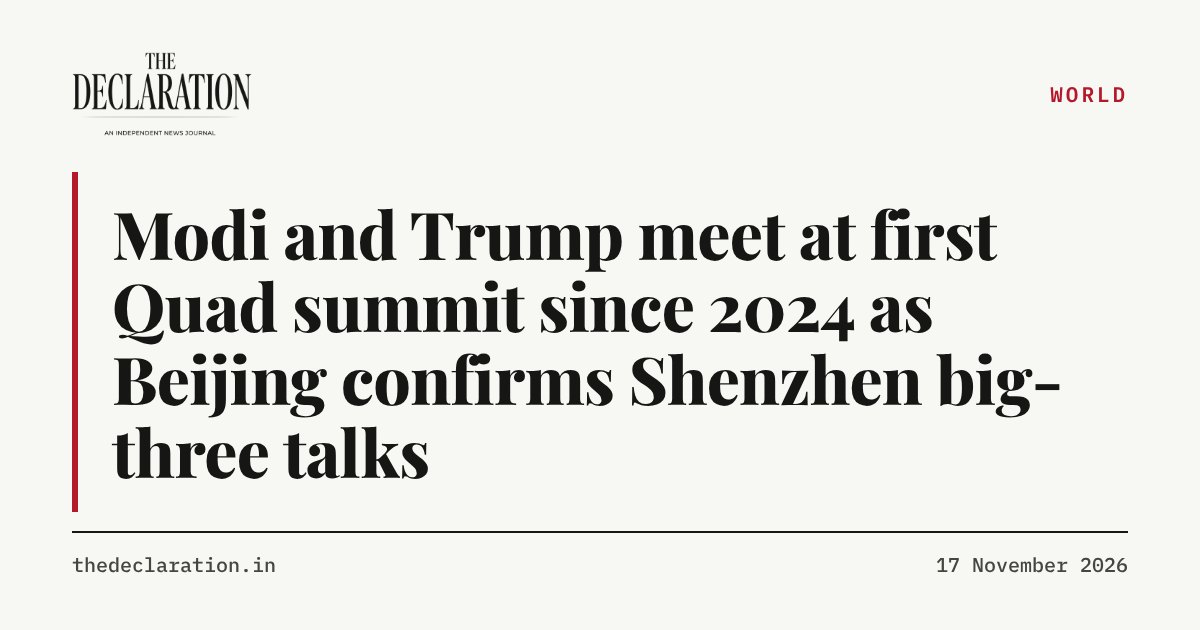 THE
DECLARATION
AN INDEPENDENT NEWS JOURNAL
WORLD
Modi and Trump meet at first
Quad summit since 2024 as
Beijing confirms Shenzhen big-
three talks
thedeclaration.in
17 November 2026